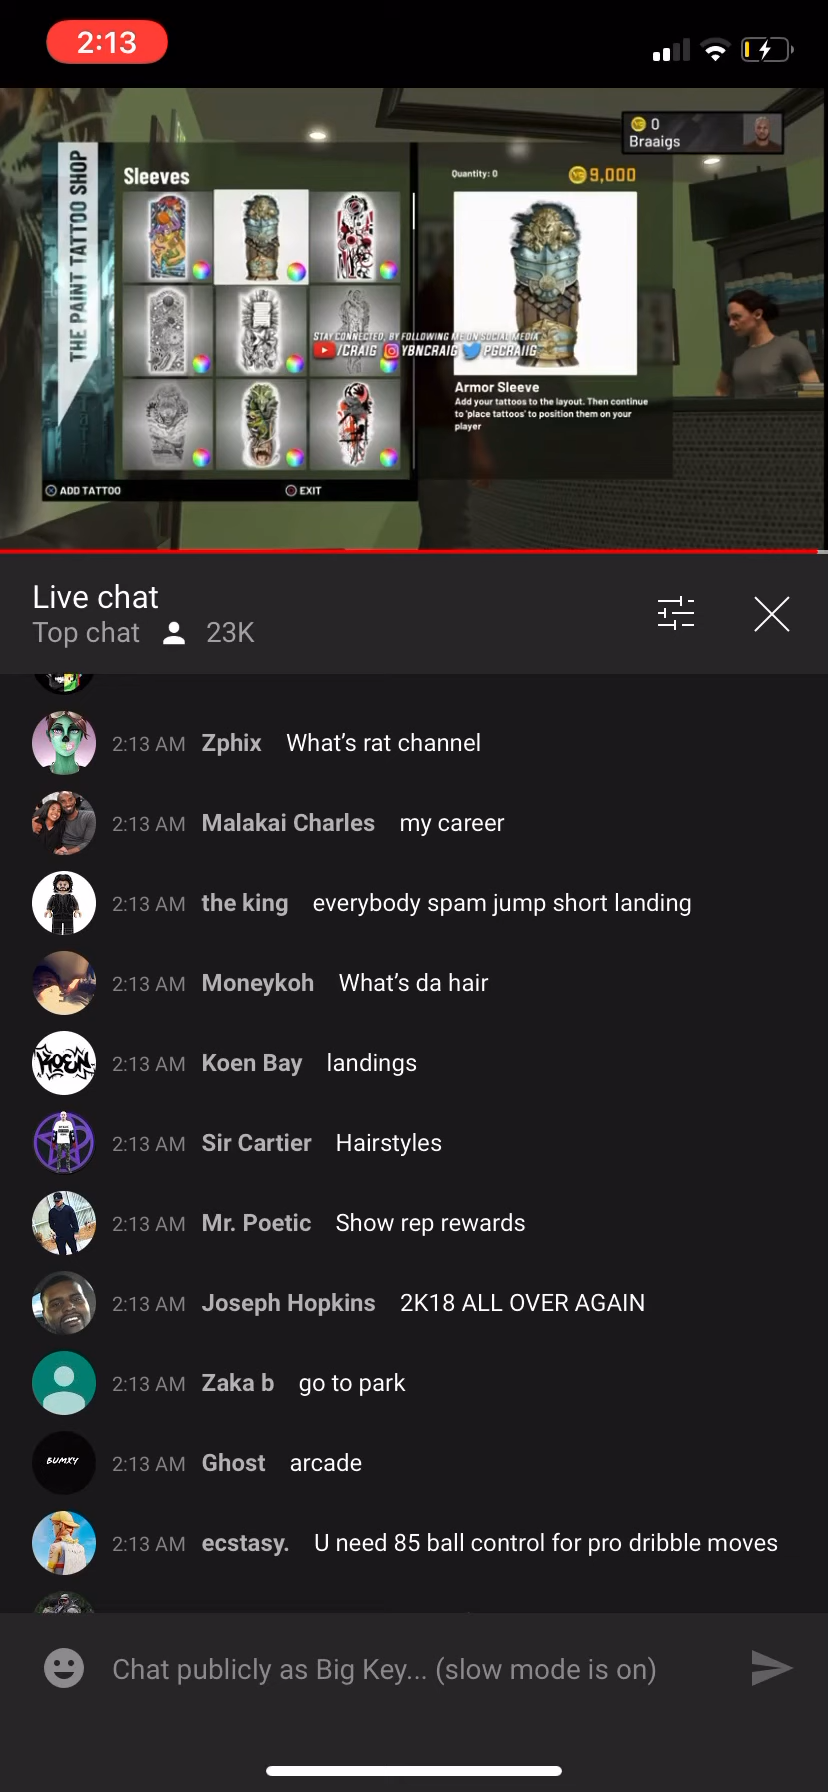 2:13
0
Braaigs
THE PAINT TATTOO SHOP
Sleeves
Quantity: 0
9,000
STAY CONNECTED, BY FOLLOWING ME ON SOCIAL MEDIA
/CRAIG YBNCRAIG PGCRAIIG
Armor Sleeve
Add your tattoos to the layout. Then continue
to 'place tattoos' to position them on your
player
ADD TATTOO EXIT
Live chat
Top chat 23K
2:13 AM Zphix What’s rat channel
2:13 AM Malakai Charles my career
2:13 AM the king everybody spam jump short landing
2:13 AM Moneykoh What’s da hair
KOEN
2:13 AM Koen Bay landings
2:13 AM Sir Cartier Hairstyles
2:13 AM Mr. Poetic Show rep rewards
2:13 AM Joseph Hopkins 2K18 ALL OVER AGAIN
2:13 AM Zaka b go to park
BUMXY
2:13 AM Ghost arcade
2:13 AM ecstasy. U need 85 ball control for pro dribble moves
Chat publicly as Big Key... (slow mode is on)